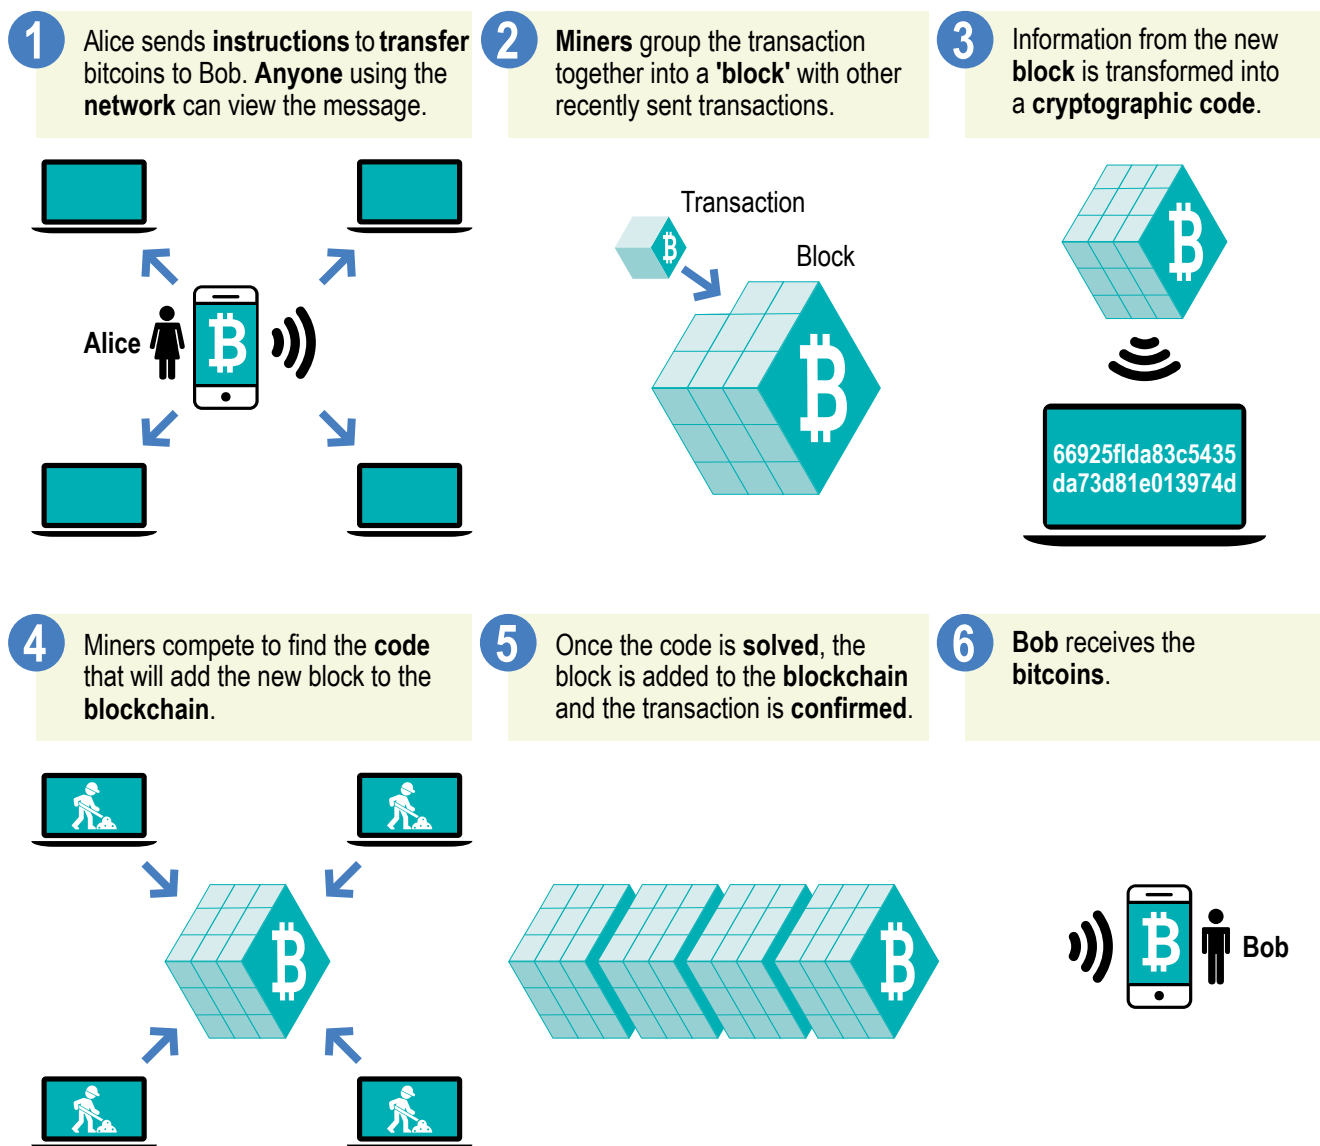 1
Alice sends instructions to transfer
bitcoins to Bob. Anyone using the
network can view the message.
Alice
2
Miners group the transaction
together into a 'block' with other
recently sent transactions.
Transaction
Block
3
Information from the new
block is transformed into
a cryptographic code.
66925flda83c5435
da73d81e013974d
4
Miners compete to find the code
that will add the new block to the
blockchain.
5
Once the code is solved, the
block is added to the blockchain
and the transaction is confirmed.
6
Bob receives the
bitcoins.
Bob